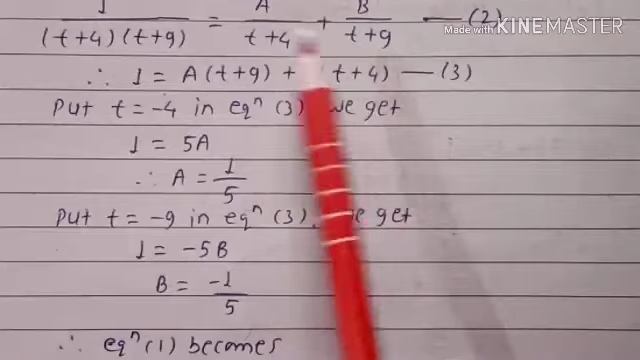 Made with KINEMASTER
1/((t+4)(t+9)) = A/(t+4) + B/(t+9) — (2)
∴ 1 = A(t+9) + t+4) — (3)
Put t = -4 in eqⁿ (3) we get
1 = 5A
∴ A = 1/5
Put t = -9 in eqⁿ (3), we get
1 = -5B
B = -1/5
∴ eqⁿ (1) becomes